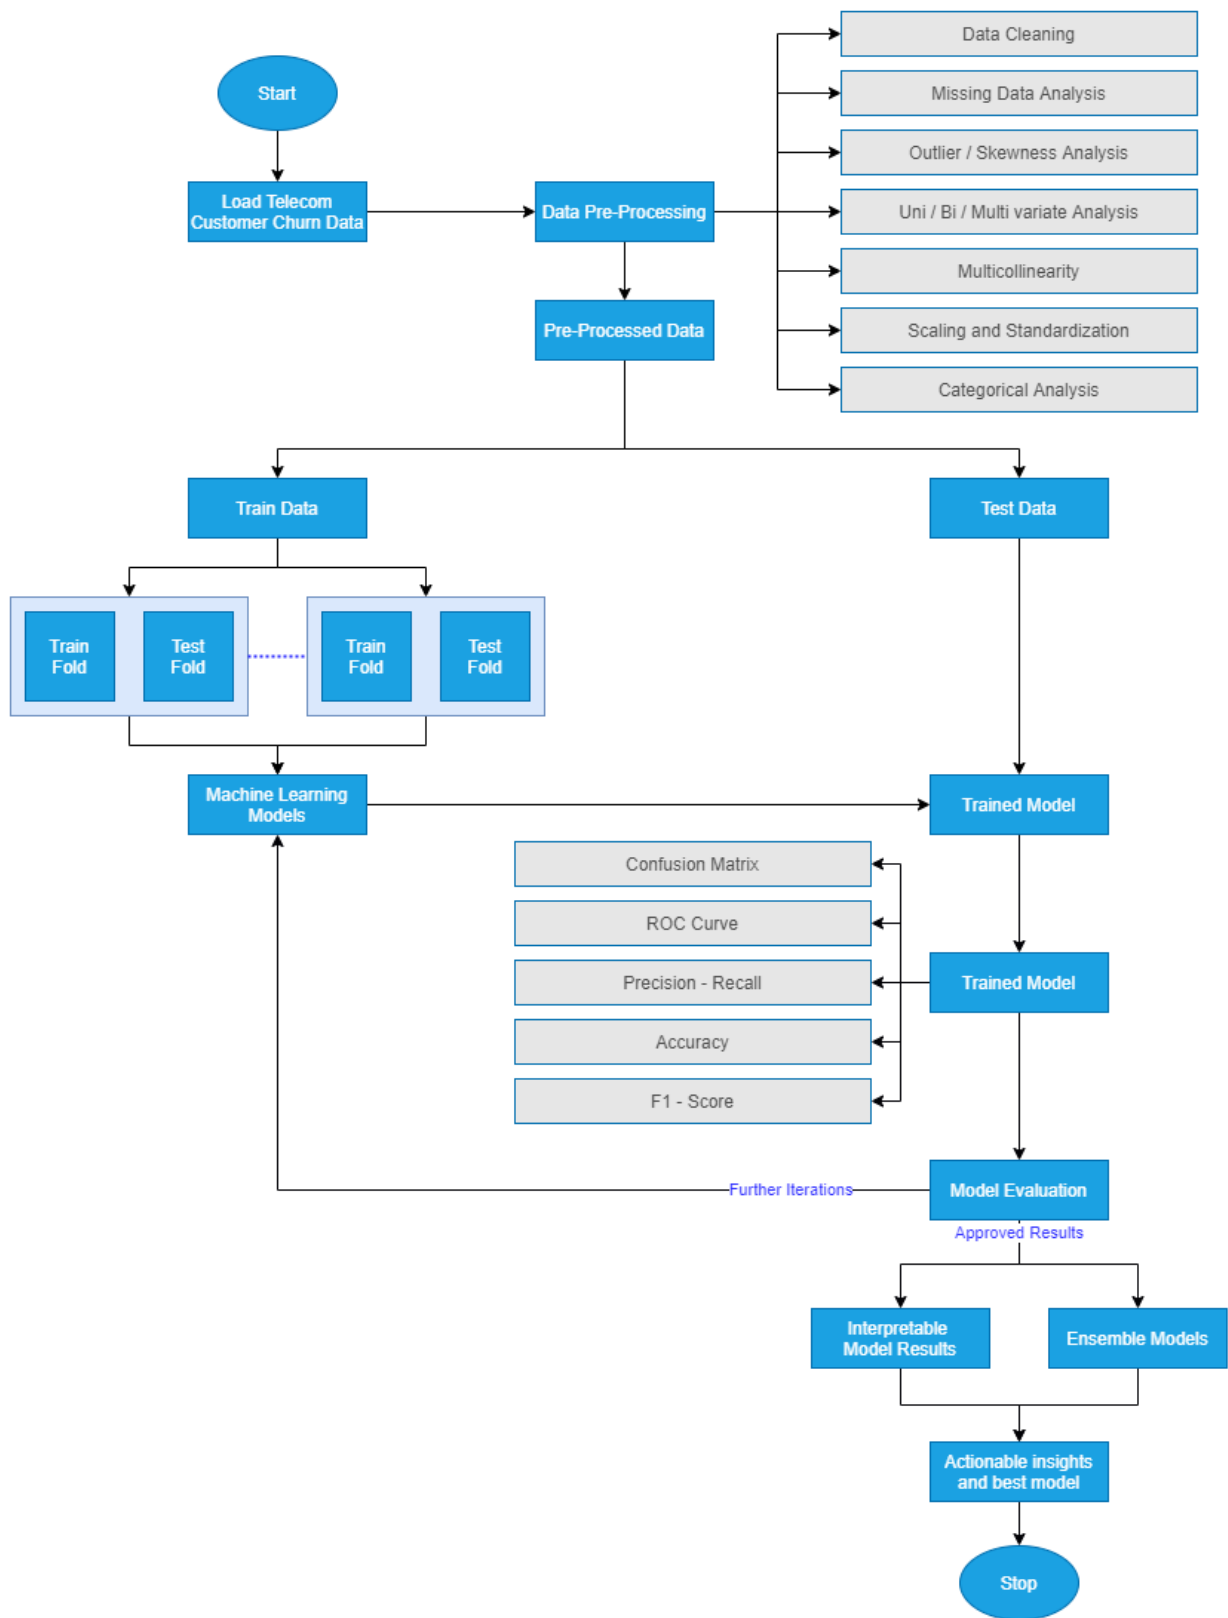 Start
Load Telecom
Customer Churn Data
Data Pre-Processing
Data Cleaning
Missing Data Analysis
Outlier / Skewness Analysis
Uni / Bi / Multi variate Analysis
Multicollinearity
Scaling and Standardization
Categorical Analysis
Pre-Processed Data
Train Data
Test Data
Train
Fold
Test
Fold
Train
Fold
Test
Fold
Machine Learning
Models
Trained Model
Confusion Matrix
ROC Curve
Precision - Recall
Accuracy
F1 - Score
Trained Model
Further Iterations
Model Evaluation
Approved Results
Interpretable
Model Results
Ensemble Models
Actionable insights
and best model
Stop